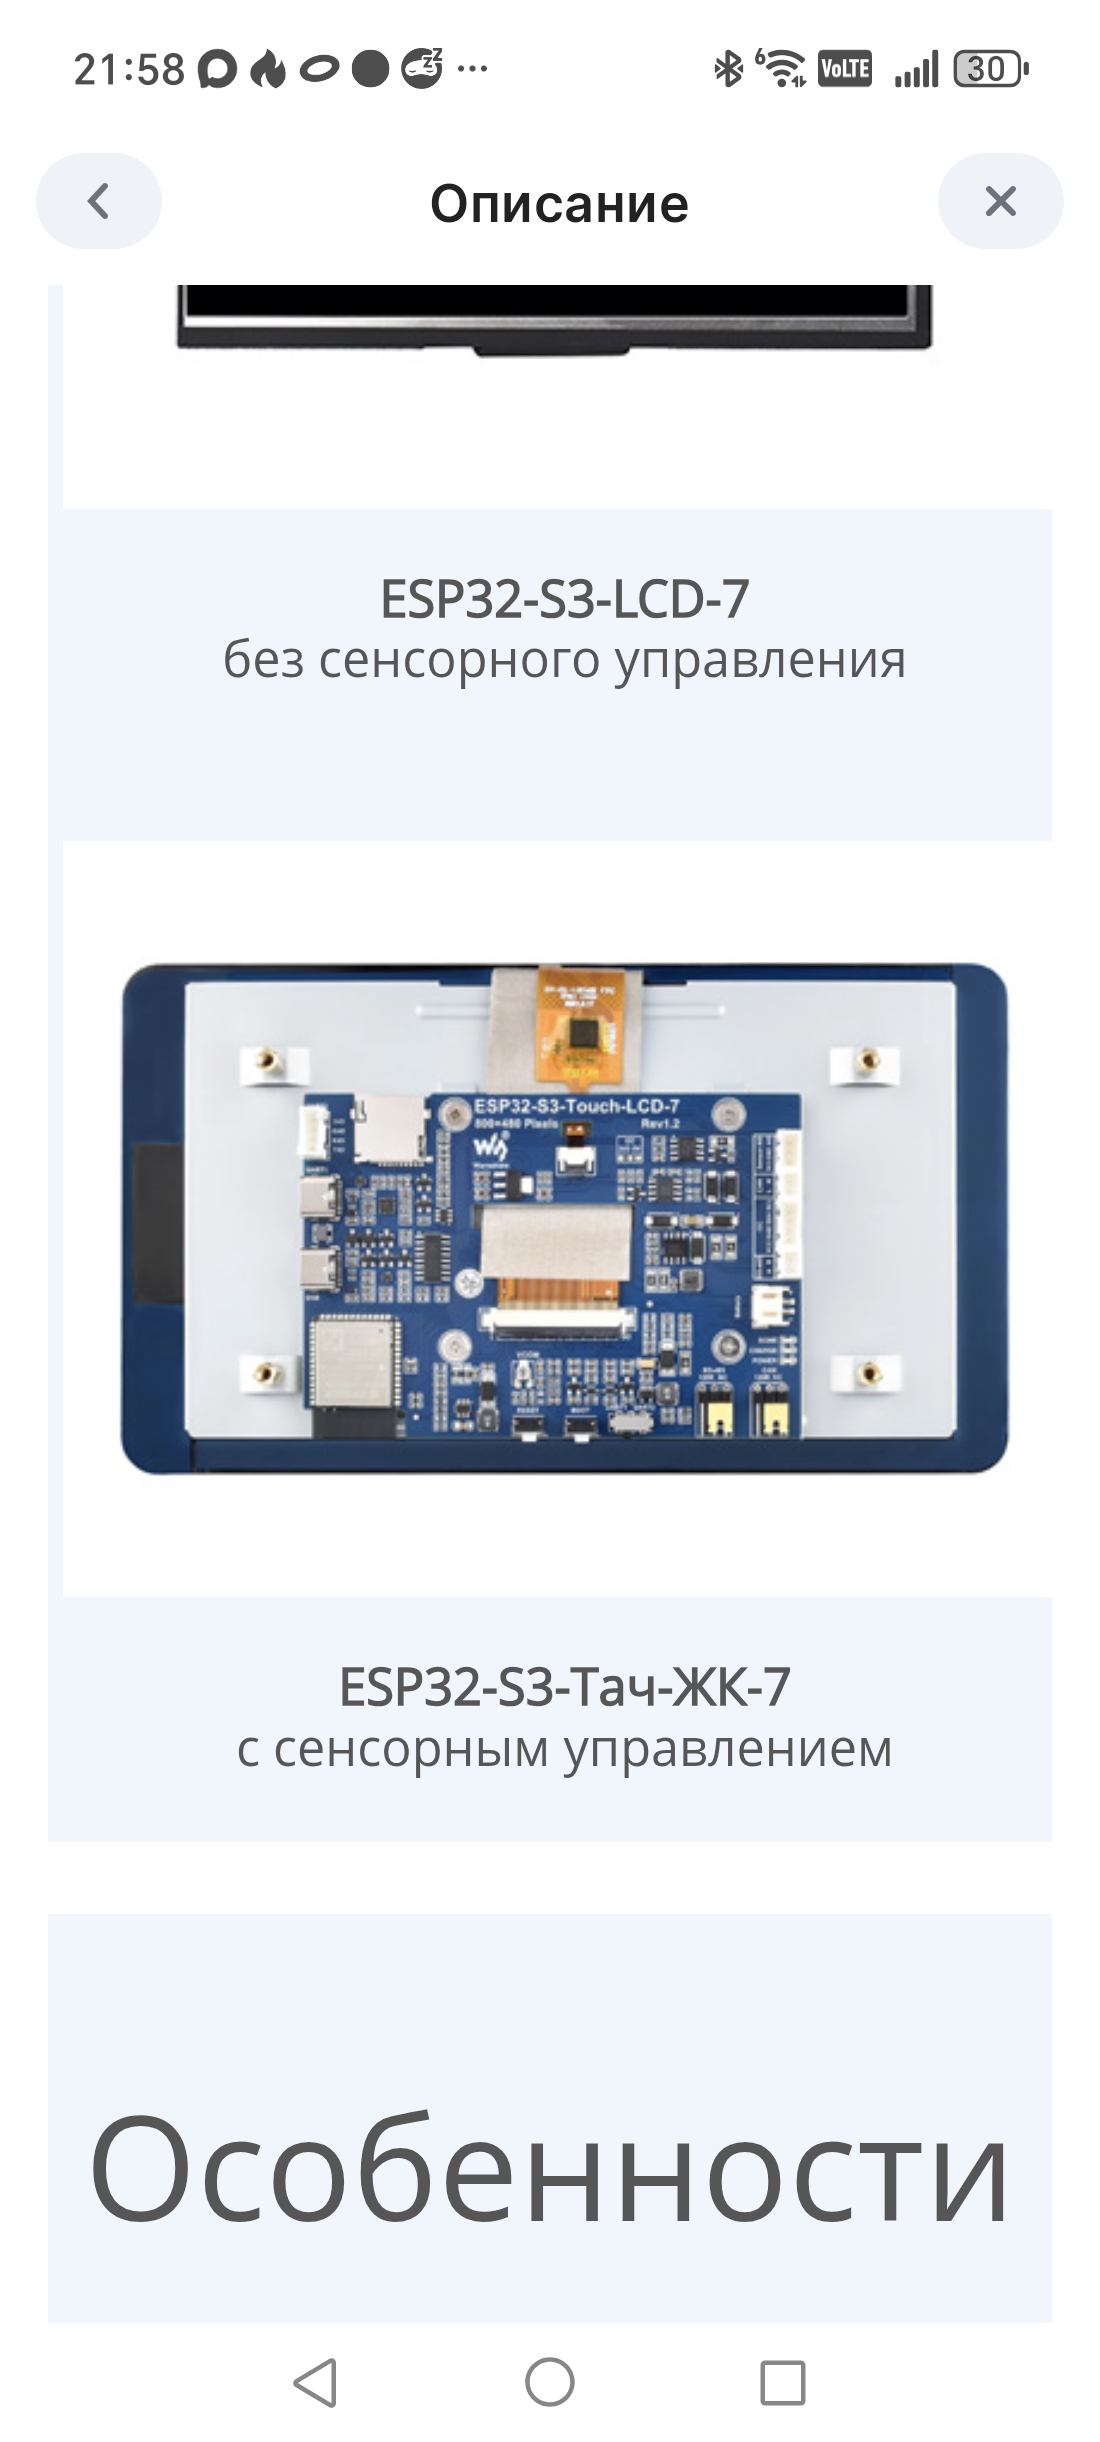 21:58
6
VoLTE
30
Описание
ESP32-S3-LCD-7
без сенсорного управления
ESP32-S3-Touch-LCD-7
800×480 Pixels
Rev1.2
ESP32-S3-Тач-ЖК-7
с сенсорным управлением
Особенности